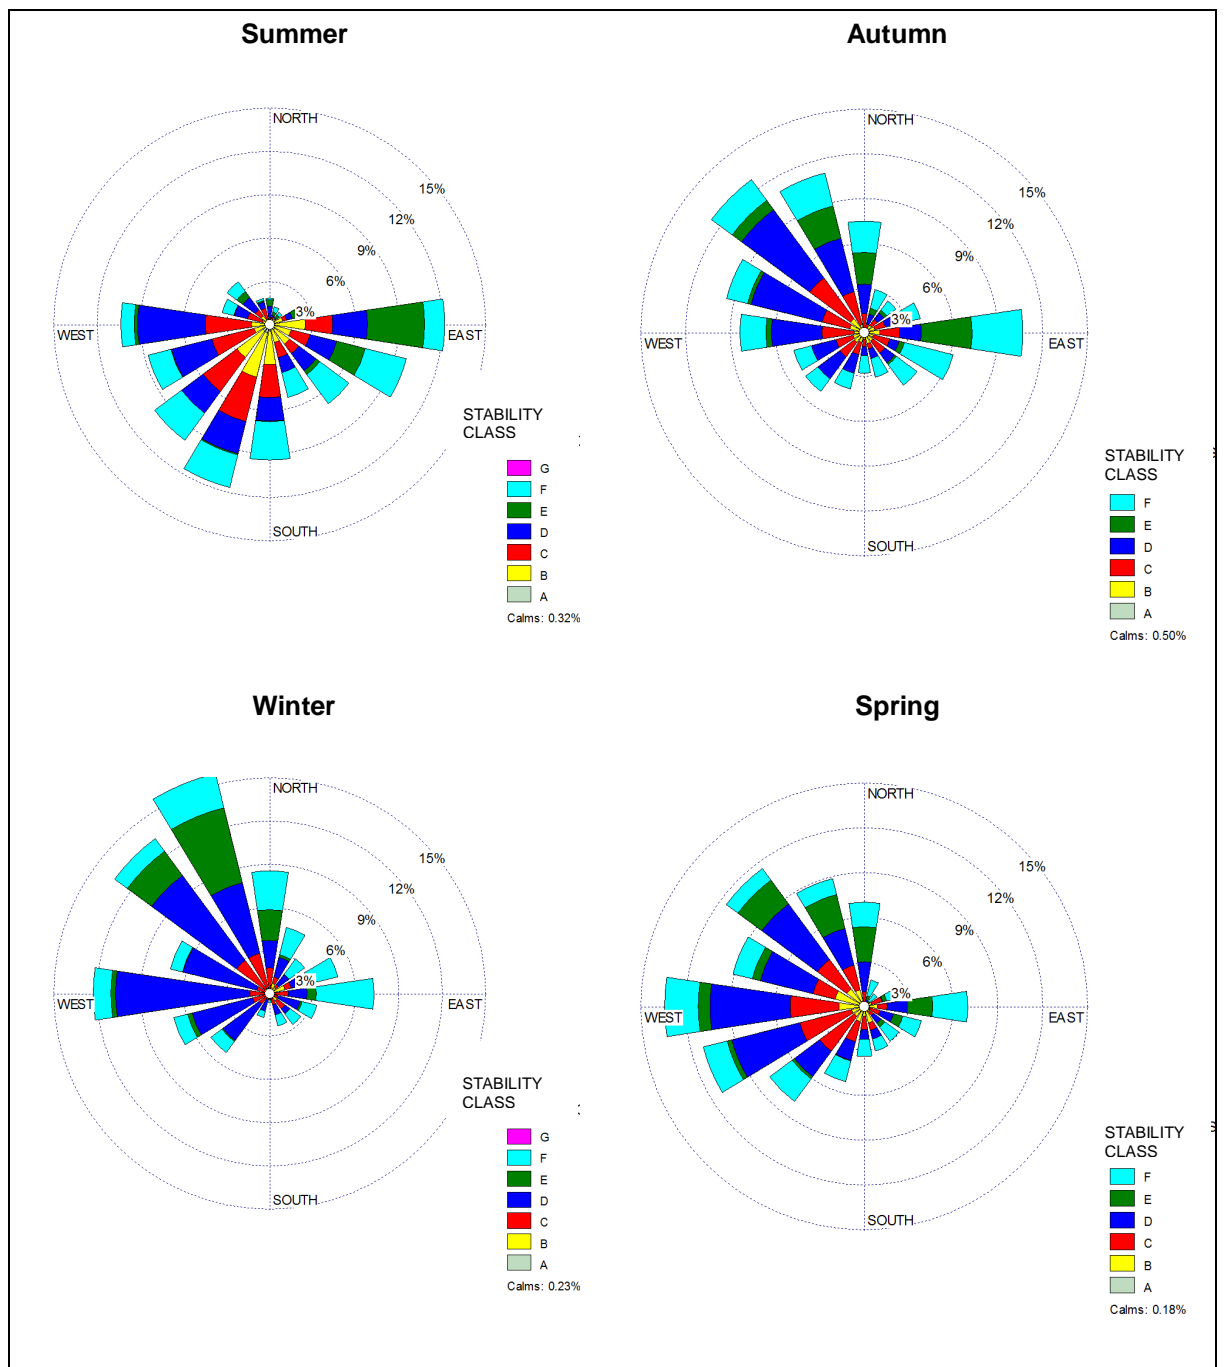 Summer
NORTH
15%
12%
9%
6%
3%
WEST
EAST
SOUTH
STABILITY
CLASS
G
F
E
D
C
B
A
Calms: 0.32%
Autumn
NORTH
15%
12%
9%
6%
3%
WEST
EAST
SOUTH
STABILITY
CLASS
F
E
D
C
B
A
Calms: 0.50%
Winter
NORTH
15%
12%
9%
6%
3%
WEST
EAST
SOUTH
STABILITY
CLASS
G
F
E
D
C
B
A
Calms: 0.23%
Spring
NORTH
15%
12%
9%
6%
3%
WEST
EAST
SOUTH
STABILITY
CLASS
F
E
D
C
B
A
Calms: 0.18%